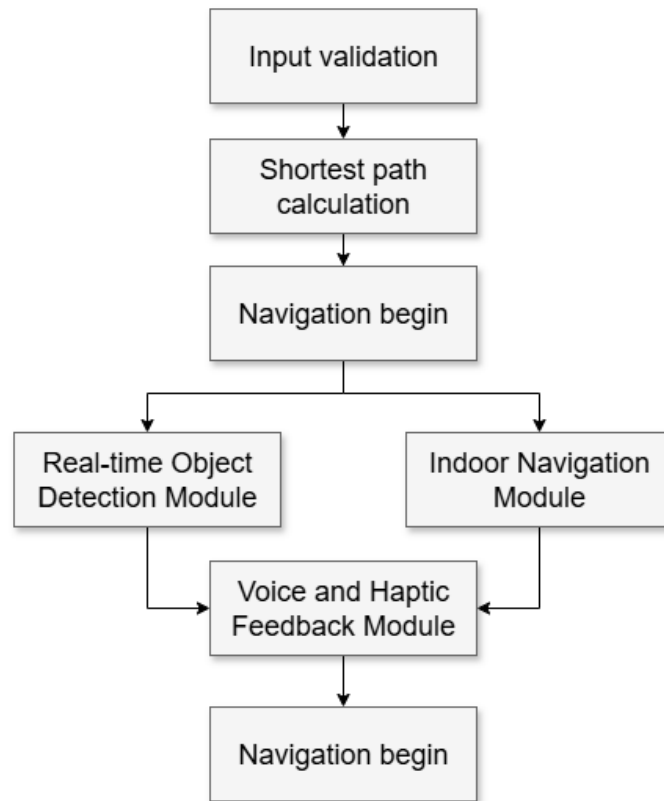 Input validation
Shortest path
calculation
Navigation begin
Real-time Object
Detection Module
Indoor Navigation
Module
Voice and Haptic
Feedback Module
Navigation begin